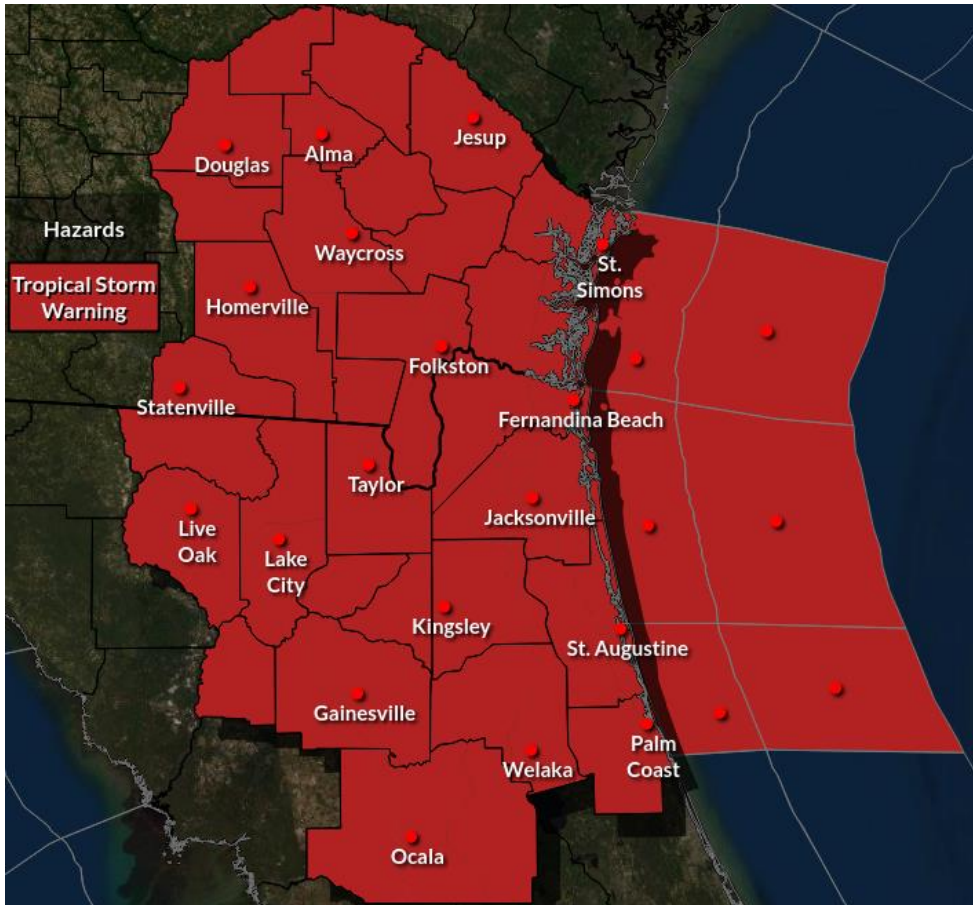 Jesup
Alma
Douglas
Hazards
Waycross
Tropical Storm
Warning
St.
Simons
Homerville
Folkston
Statenville
Fernandina Beach
Taylor
Jacksonville
Live
Oak
Lake
City
Kingsley
St. Augustine
Gainesville
Palm
Coast
Welaka
Ocala